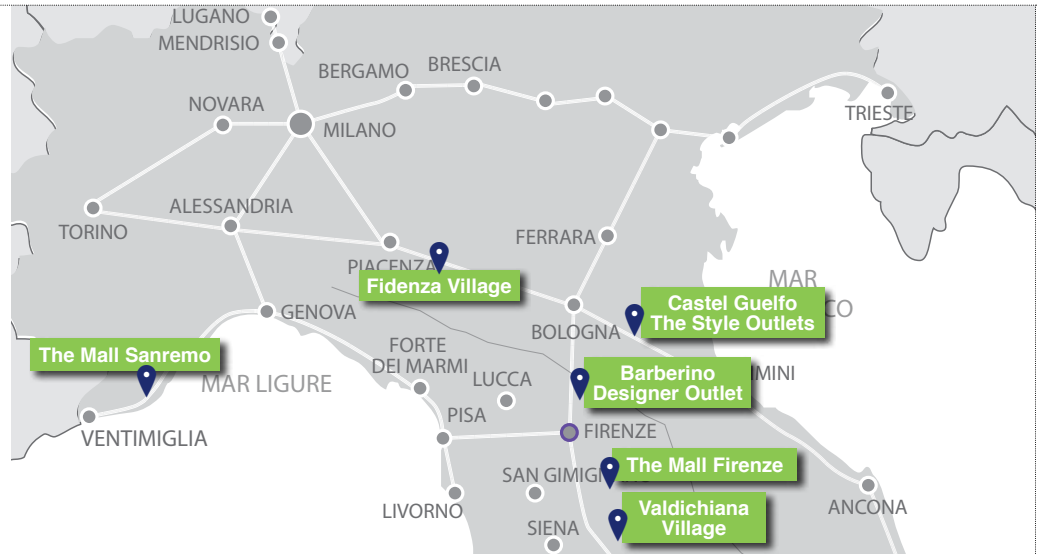 LUGANO
MENDRISIO
BERGAMO
BRESCIA
NOVARA
MILANO
TRIESTE
ALESSANDRIA
TORINO
FERRARA
PIACENZA
Fidenza Village
MAR
CO
Castel Guelfo
The Style Outlets
GENOVA
BOLOGNA
FORTE
DEI MARMI
The Mall Sanremo
MAR LIGURE
LUCCA
Barberino
Designer Outlet
IMINI
PISA
VENTIMIGLIA
FIRENZE
The Mall Firenze
SAN GIMIG
ANCONA
LIVORNO
Valdichiana
Village
SIENA